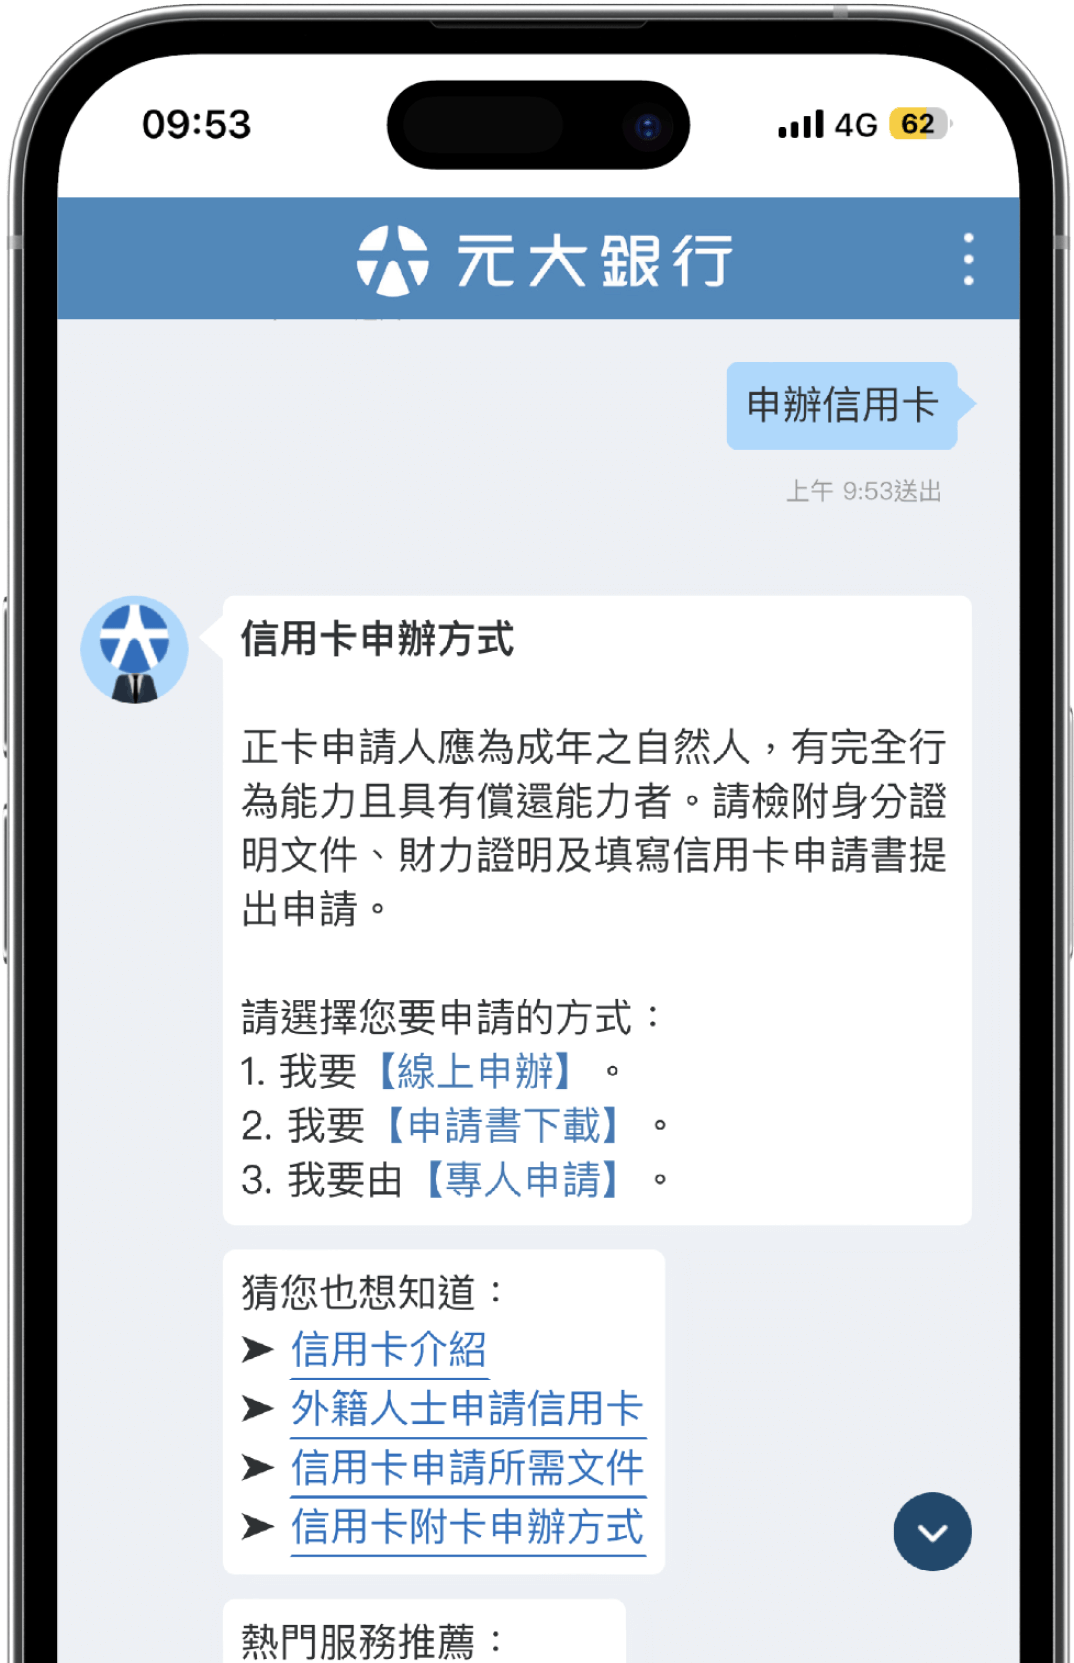 09:53
4G 62
元大銀行
申辦信用卡
上午 9:53送出
信用卡申辦方式
正卡申請人應為成年之自然人，有完全行
為能力且具有償還能力者。請檢附身分證
明文件、財力證明及填寫信用卡申請書提
出申請。
請選擇您要申請的方式：
1. 我要【線上申辦】。
2. 我要【申請書下載】。
3. 我要由【專人申請】。
猜您也想知道：
➤ 信用卡介紹
➤ 外籍人士申請信用卡
➤ 信用卡申請所需文件
➤ 信用卡附卡申辦方式
熱門服務推薦：